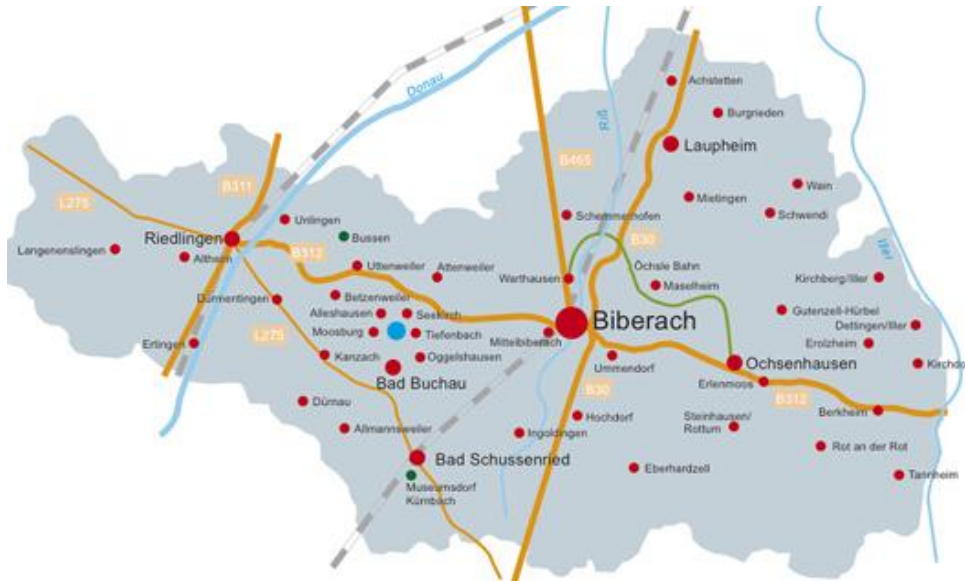 Achstetten
Donau
Burgrieden
Riß
Laupheim
B465
Wain
L275
B311
Mietingen
Schwendi
Unlingen
Schemmerhofen
Riedlingen
Bussen
B30
Iller
Langenenslingen
Altheim
B312
Uttenweiler
Attenweiler
Öchsle Bahn
Warthausen
Maselheim
Kirchberg/Iller
Dürmentingen
Betzenweiler
Alleshausen
Seekirch
Gutenzell-Hürbel
Biberach
Dettingen/Iller
Moosburg
Tiefenbach
Mittelbiberach
L275
Ertingen
Erolzheim
Kanzach
Oggelshausen
Ummendorf
Ochsenhausen
Kirchdo
Bad Buchau
Erlenmoos
B30
B312
Dürnau
Hochdorf
Steinhausen/
Rottum
Berkheim
Allmannsweiler
Ingoldingen
Rot an der Rot
Bad Schussenried
Eberhardzell
Tannheim
Museumsdorf
Kürnbach